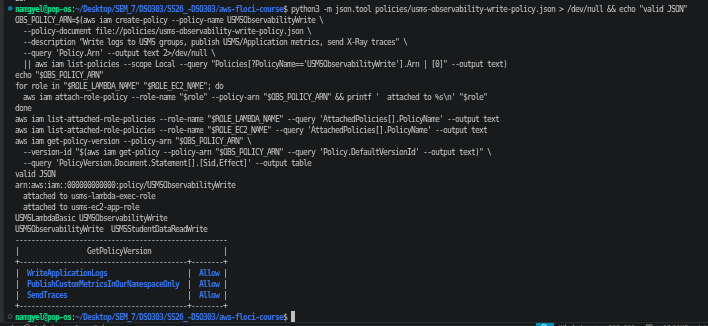 namgyel@pop-os:~/Desktop/SEM_7/DSO303/SS26_-DSO303/aws-floci-course$ python3 -m json.tool policies/usms-observability-write-policy.json > /dev/null && echo "valid JSON"
OBS_POLICY_ARN=$(aws iam create-policy --policy-name USMSObservabilityWrite \
  --policy-document file://policies/usms-observability-write-policy.json \
  --description "Write logs to USMS groups, publish USMS/Application metrics, send X-Ray traces" \
  --query 'Policy.Arn' --output text 2>/dev/null \
  || aws iam list-policies --scope Local --query "Policies[?PolicyName=='USMSObservabilityWrite'].Arn | [0]" --output text)
echo "$OBS_POLICY_ARN"
for role in "$ROLE_LAMBDA_NAME" "$ROLE_EC2_NAME"; do
  aws iam attach-role-policy --role-name "$role" --policy-arn "$OBS_POLICY_ARN" && printf '  attached to %s\n' "$role"
done
aws iam list-attached-role-policies --role-name "$ROLE_LAMBDA_NAME" --query 'AttachedPolicies[].PolicyName' --output text
aws iam list-attached-role-policies --role-name "$ROLE_EC2_NAME" --query 'AttachedPolicies[].PolicyName' --output text
aws iam get-policy-version --policy-arn "$OBS_POLICY_ARN" \
  --version-id "$(aws iam get-policy --policy-arn "$OBS_POLICY_ARN" --query 'Policy.DefaultVersionId' --output text)" \
  --query 'PolicyVersion.Document.Statement[].[Sid,Effect]' --output table
valid JSON
arn:aws:iam::000000000000:policy/USMSObservabilityWrite
  attached to usms-lambda-exec-role
  attached to usms-ec2-app-role
USMSLambdaBasic USMSObservabilityWrite
USMSObservabilityWrite  USMSStudentDataReadWrite
----------------------------------------------------
|                 GetPolicyVersion                 |
+-----------------------------------------+--------+
|  WriteApplicationLogs                   |  Allow |
|  PublishCustomMetricsInOurNamespaceOnly |  Allow |
|  SendTraces                             |  Allow |
+-----------------------------------------+--------+
namgyel@pop-os:~/Desktop/SEM_7/DSO303/SS26_-DSO303/aws-floci-course$